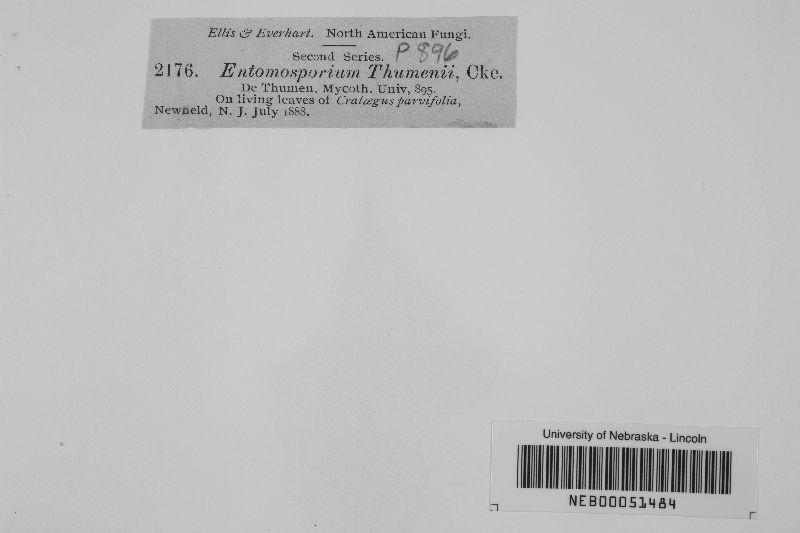 Ellis & Everhart. North American Fungi.
Second Series. P 896
2176. Entomosporium Thumenii, Cke.
De Thumen, Mycoth. Univ, 895.
On living leaves of Cratægus parvifolia,
Newfield, N. J. July 1888.
University of Nebraska - Lincoln
NEB00051484